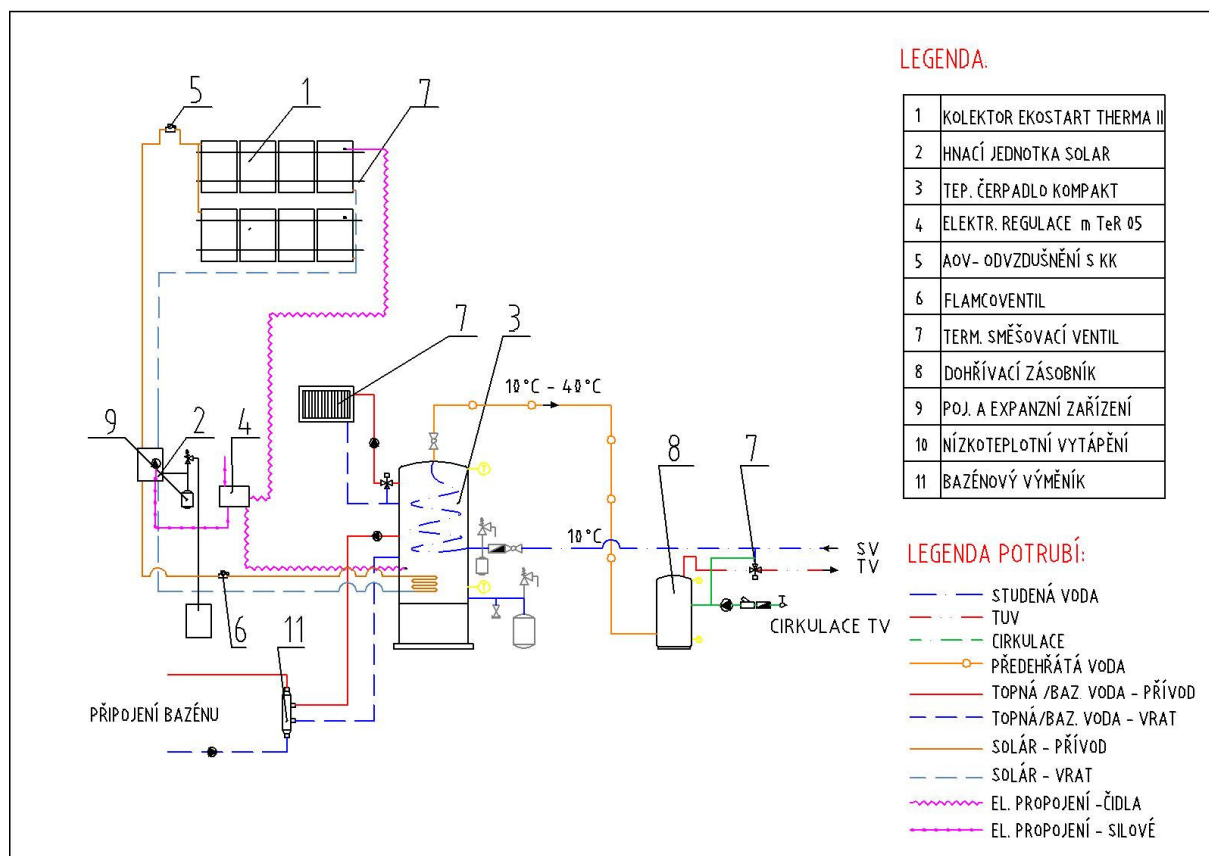 LEGENDA:
1 KOLEKTOR EKOSTART THERMA II
2 HNACÍ JEDNOTKA SOLAR
3 TEP. ČERPADLO KOMPAKT
4 ELEKTR. REGULACE m TeR 05
5 AOV- ODVZDUŠNĚNÍ S KK
6 FLAMCOVENTIL
7 TERM. SMĚŠOVACÍ VENTIL
8 DOHŘÍVACÍ ZÁSOBNÍK
9 POJ. A EXPANZNÍ ZAŘÍZENÍ
10 NÍZKOTEPLOTNÍ VYTÁPĚNÍ
11 BAZÉNOVÝ VÝMĚNÍK
5
1
7
7
3
10°C - 40°C
9
2
4
8
7
10°C
SV
TV
T
T
6
11
CIRKULACE TV
PŘIPOJENÍ BAZÉNU
LEGENDA POTRUBÍ:
STUDENÁ VODA
TUV
CIRKULACE
PŘEDEHŘÁTÁ VODA
TOPNÁ /BAZ. VODA - PŘÍVOD
TOPNÁ/BAZ. VODA - VRAT
SOLÁR - PŘÍVOD
SOLÁR - VRAT
EL. PROPOJENÍ -ČIDLA
EL. PROPOJENÍ - SILOVÉ